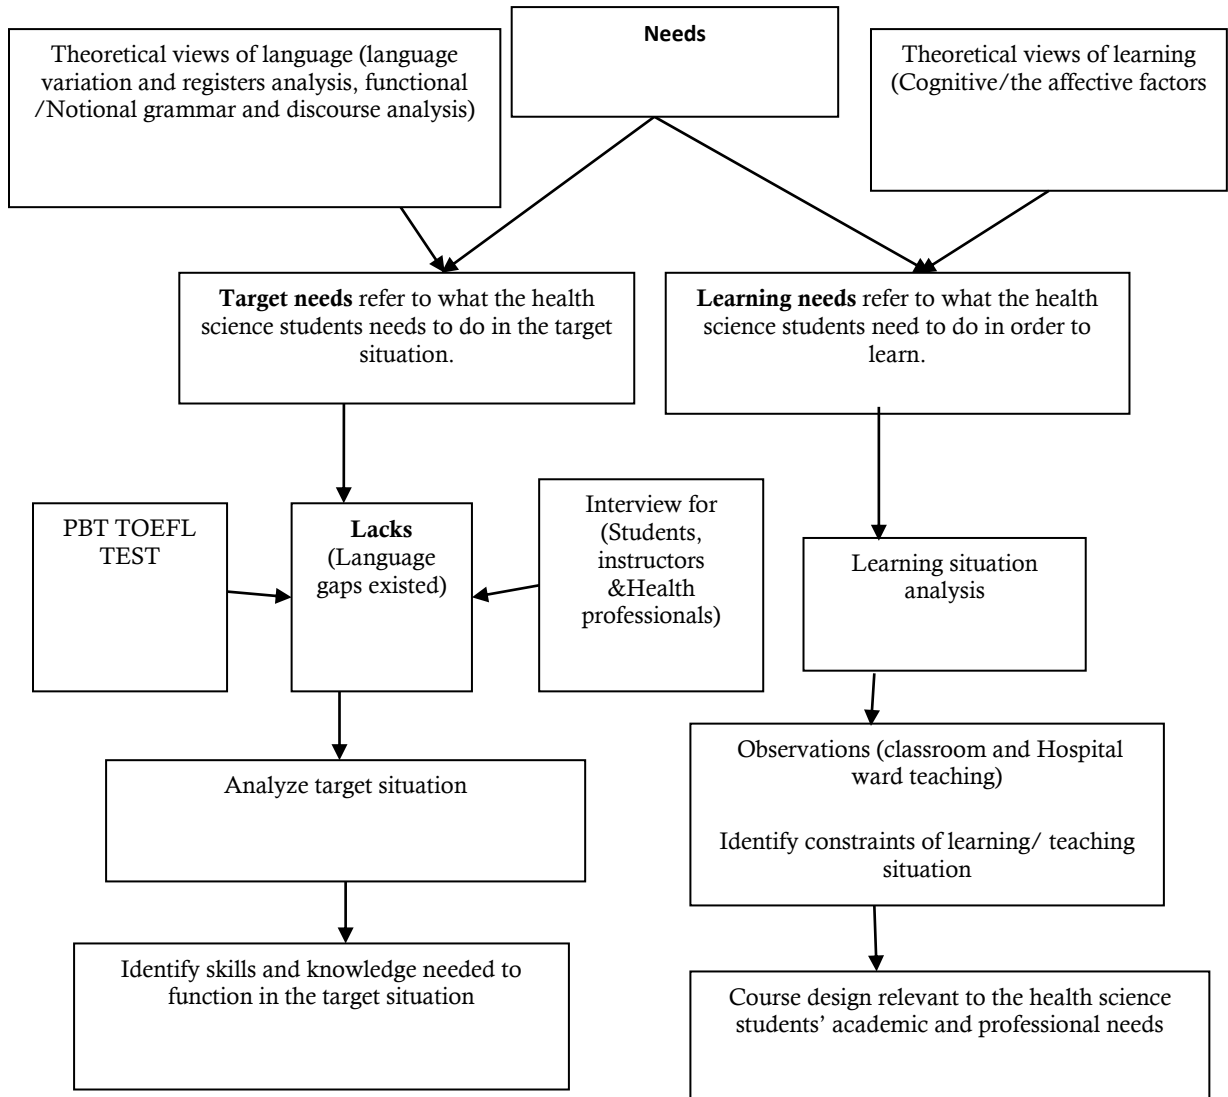 Needs
Theoretical views of language (language
variation and registers analysis, functional
/Notional grammar and discourse analysis)
Theoretical views of learning
(Cognitive/the affective factors
Target needs refer to what the health
science students needs to do in the target
situation.
Learning needs refer to what the health
science students need to do in order to
learn.
PBT TOEFL
TEST
Lacks
(Language
gaps existed)
Interview for
(Students,
instructors
&Health
professionals)
Learning situation
analysis
Analyze target situation
Observations (classroom and Hospital
ward teaching)
Identify constraints of learning/ teaching
situation
Identify skills and knowledge needed to
function in the target situation
Course design relevant to the health science
students’ academic and professional needs